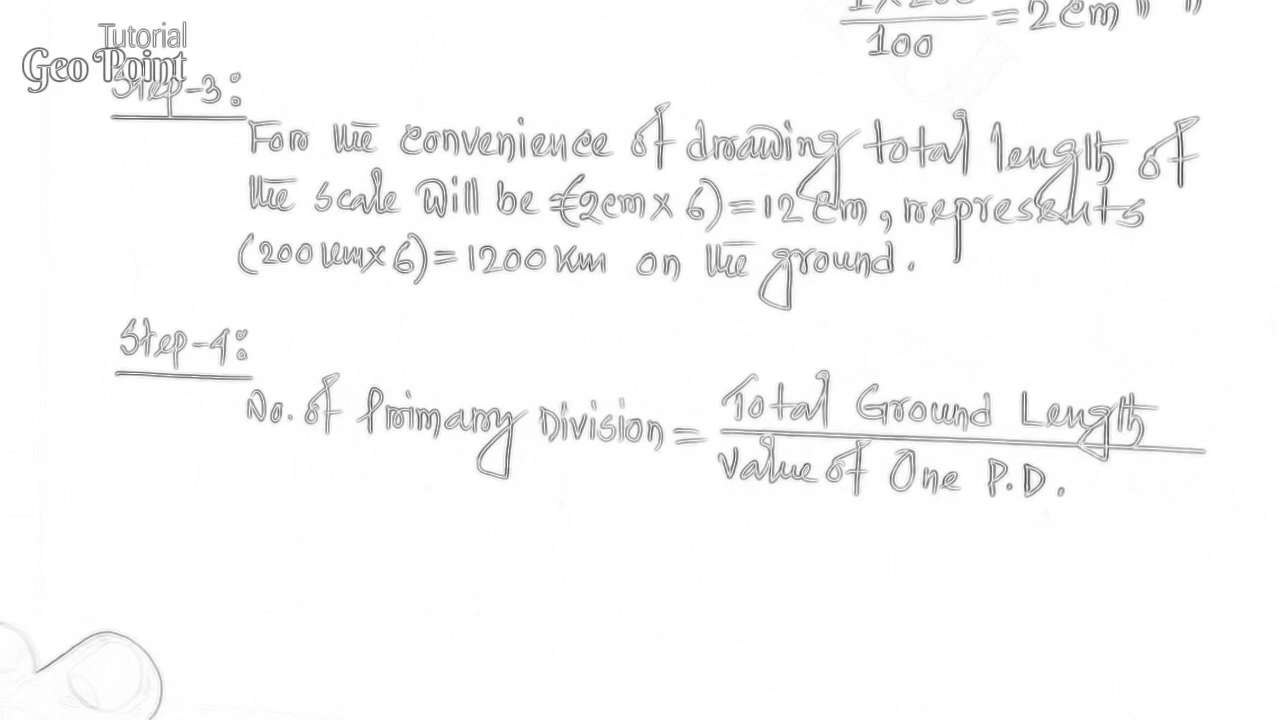 Tutorial
Geo Point
= 2 cm " "
100
Step-3:
For the convenience of drawing total length of
the scale will be (2cm x 6) = 12 cm, represents
(200 km x 6) = 1200 Km on the ground.
Step-4:
No. of Primary Division = Total Ground Length
Value of One P.D.